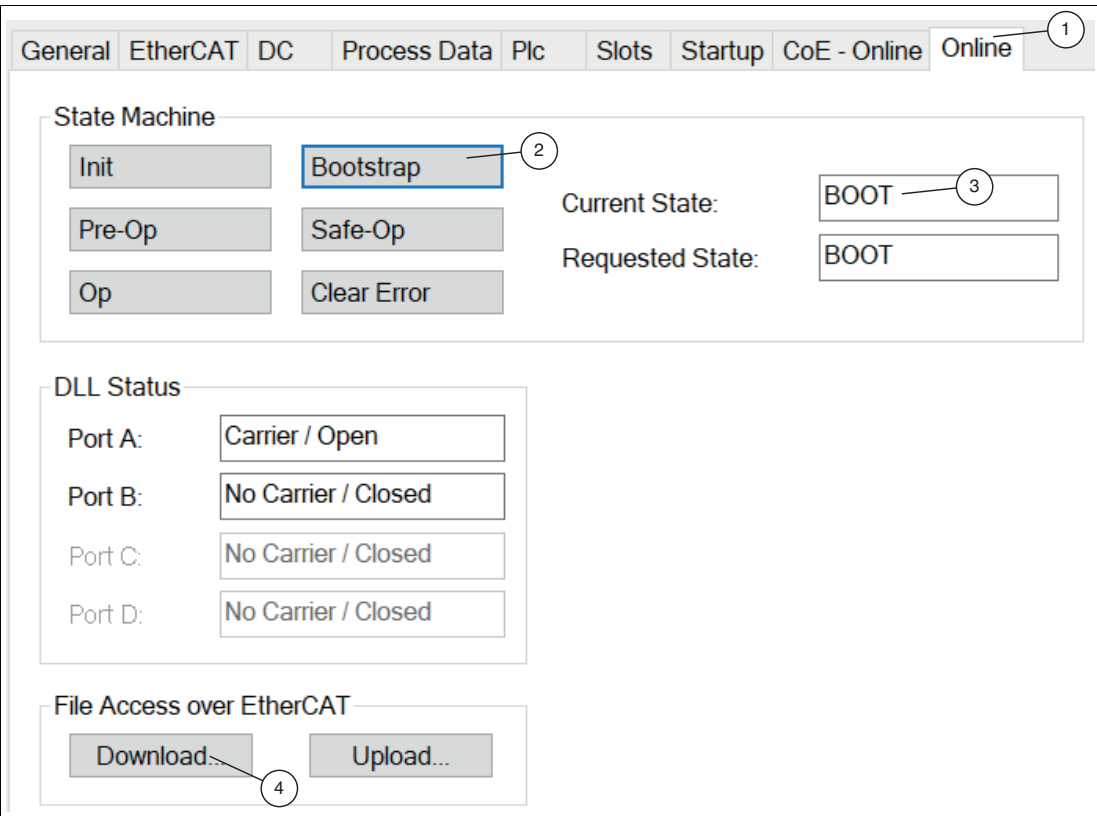 General EtherCAT DC Process Data Plc Slots Startup CoE - Online Online 1
State Machine
Init Bootstrap 2
Current State: BOOT 3
Pre-Op Safe-Op
Requested State: BOOT
Op Clear Error
DLL Status
Port A: Carrier / Open
Port B: No Carrier / Closed
Port C: No Carrier / Closed
Port D: No Carrier / Closed
File Access over EtherCAT
Download... Upload...
4